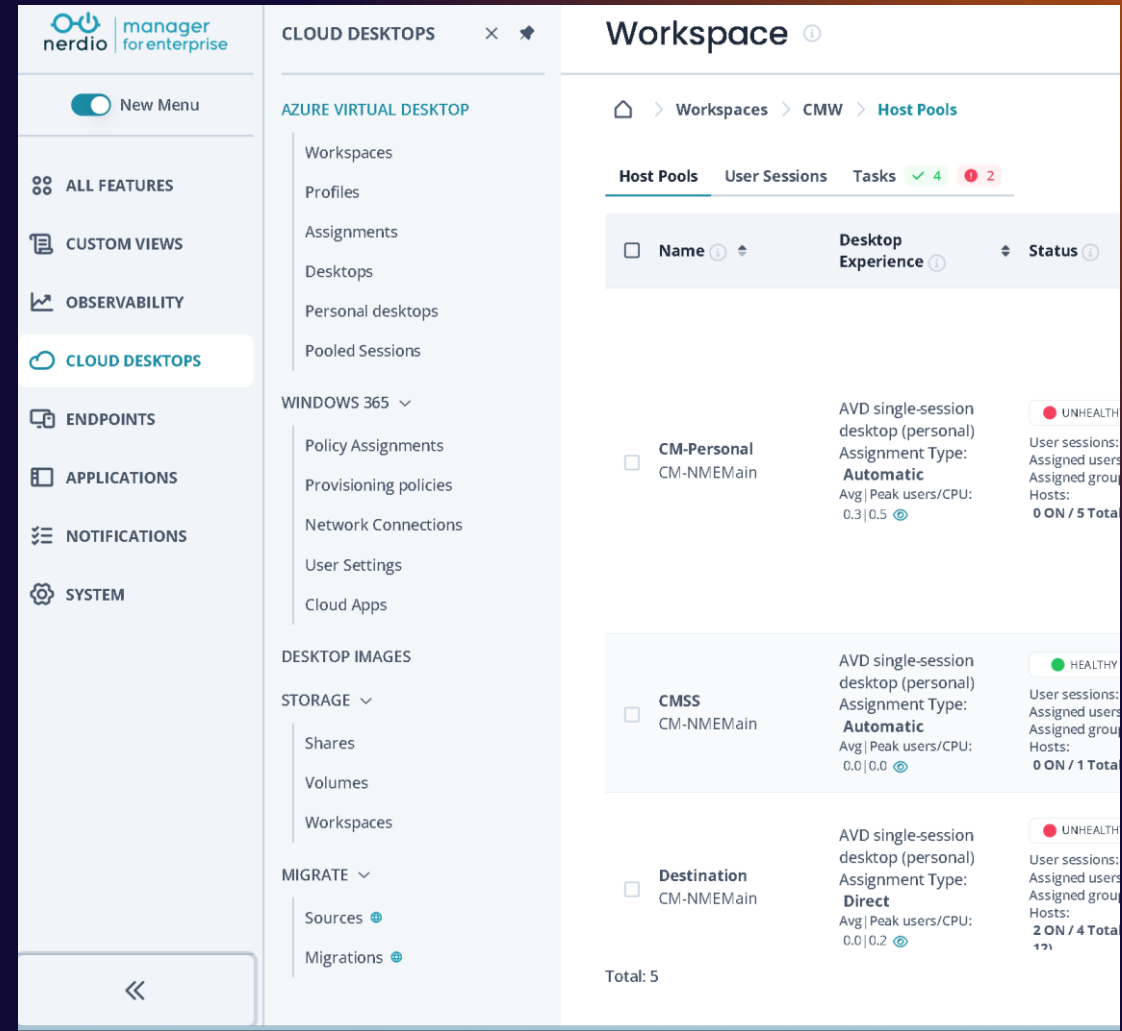 nerdio manager for enterprise
New Menu
ALL FEATURES
CUSTOM VIEWS
OBSERVABILITY
CLOUD DESKTOPS
ENDPOINTS
APPLICATIONS
NOTIFICATIONS
SYSTEM
CLOUD DESKTOPS
AZURE VIRTUAL DESKTOP
Workspaces
Profiles
Assignments
Desktops
Personal desktops
Pooled Sessions
WINDOWS 365
Policy Assignments
Provisioning policies
Network Connections
User Settings
Cloud Apps
DESKTOP IMAGES
STORAGE
Shares
Volumes
Workspaces
MIGRATE
Sources
Migrations
Workspace
Workspaces > CMW > Host Pools
Host Pools User Sessions Tasks 4 2
Name Desktop Experience Status
CM-Personal
CM-NMEMain
AVD single-session
desktop (personal)
Assignment Type:
Automatic
Avg|Peak users/CPU:
0.3|0.5
UNHEALTHY
User sessions:
Assigned users
Assigned group
Hosts:
0 ON / 5 Total
CMSS
CM-NMEMain
AVD single-session
desktop (personal)
Assignment Type:
Automatic
Avg|Peak users/CPU:
0.0|0.0
HEALTHY
User sessions:
Assigned users
Assigned group
Hosts:
0 ON / 1 Total
Destination
CM-NMEMain
AVD single-session
desktop (personal)
Assignment Type:
Direct
Avg|Peak users/CPU:
0.0|0.2
UNHEALTH
User sessions:
Assigned users
Assigned group
Hosts:
2 ON / 4 Total
12)
Total: 5